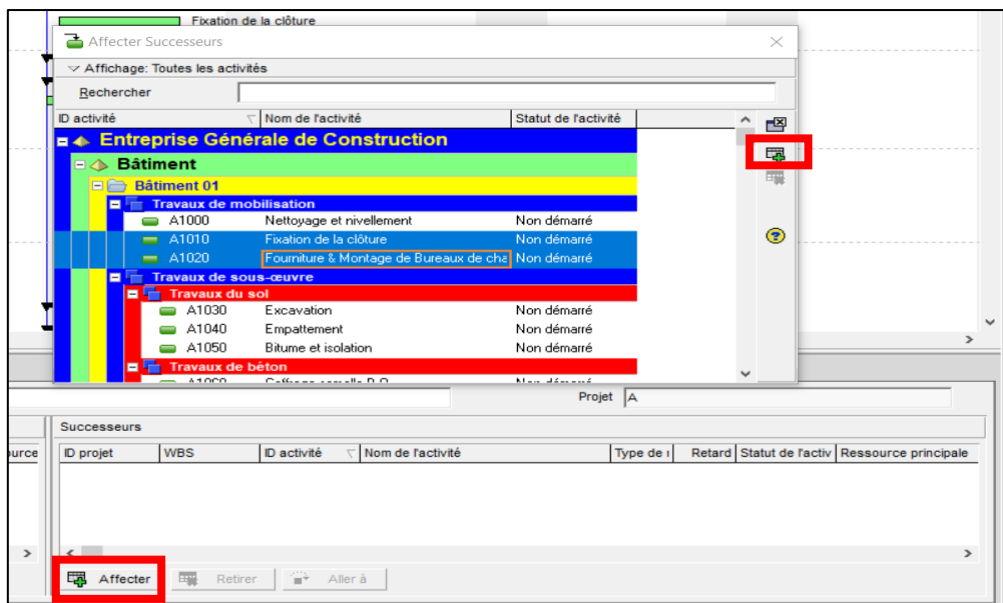 Fixation de la clôture
Affecter Successeurs
Affichage: Toutes les activités
Rechercher
ID activité Nom de l'activité Statut de l'activité
Entreprise Générale de Construction
Bâtiment
Bâtiment 01
Travaux de mobilisation
A1000 Nettoyage et nivellement Non démarré
A1010 Fixation de la clôture Non démarré
A1020 Fourniture & Montage de Bureaux de cha Non démarré
Travaux de sous-œuvre
Travaux du sol
A1030 Excavation Non démarré
A1040 Empattement Non démarré
A1050 Bitume et isolation Non démarré
Travaux de béton
Projet A
Successeurs
ource ID projet WBS ID activité Nom de l'activité Type de r Retard Statut de l'activ Ressource principale
Affecter Retirer Aller à